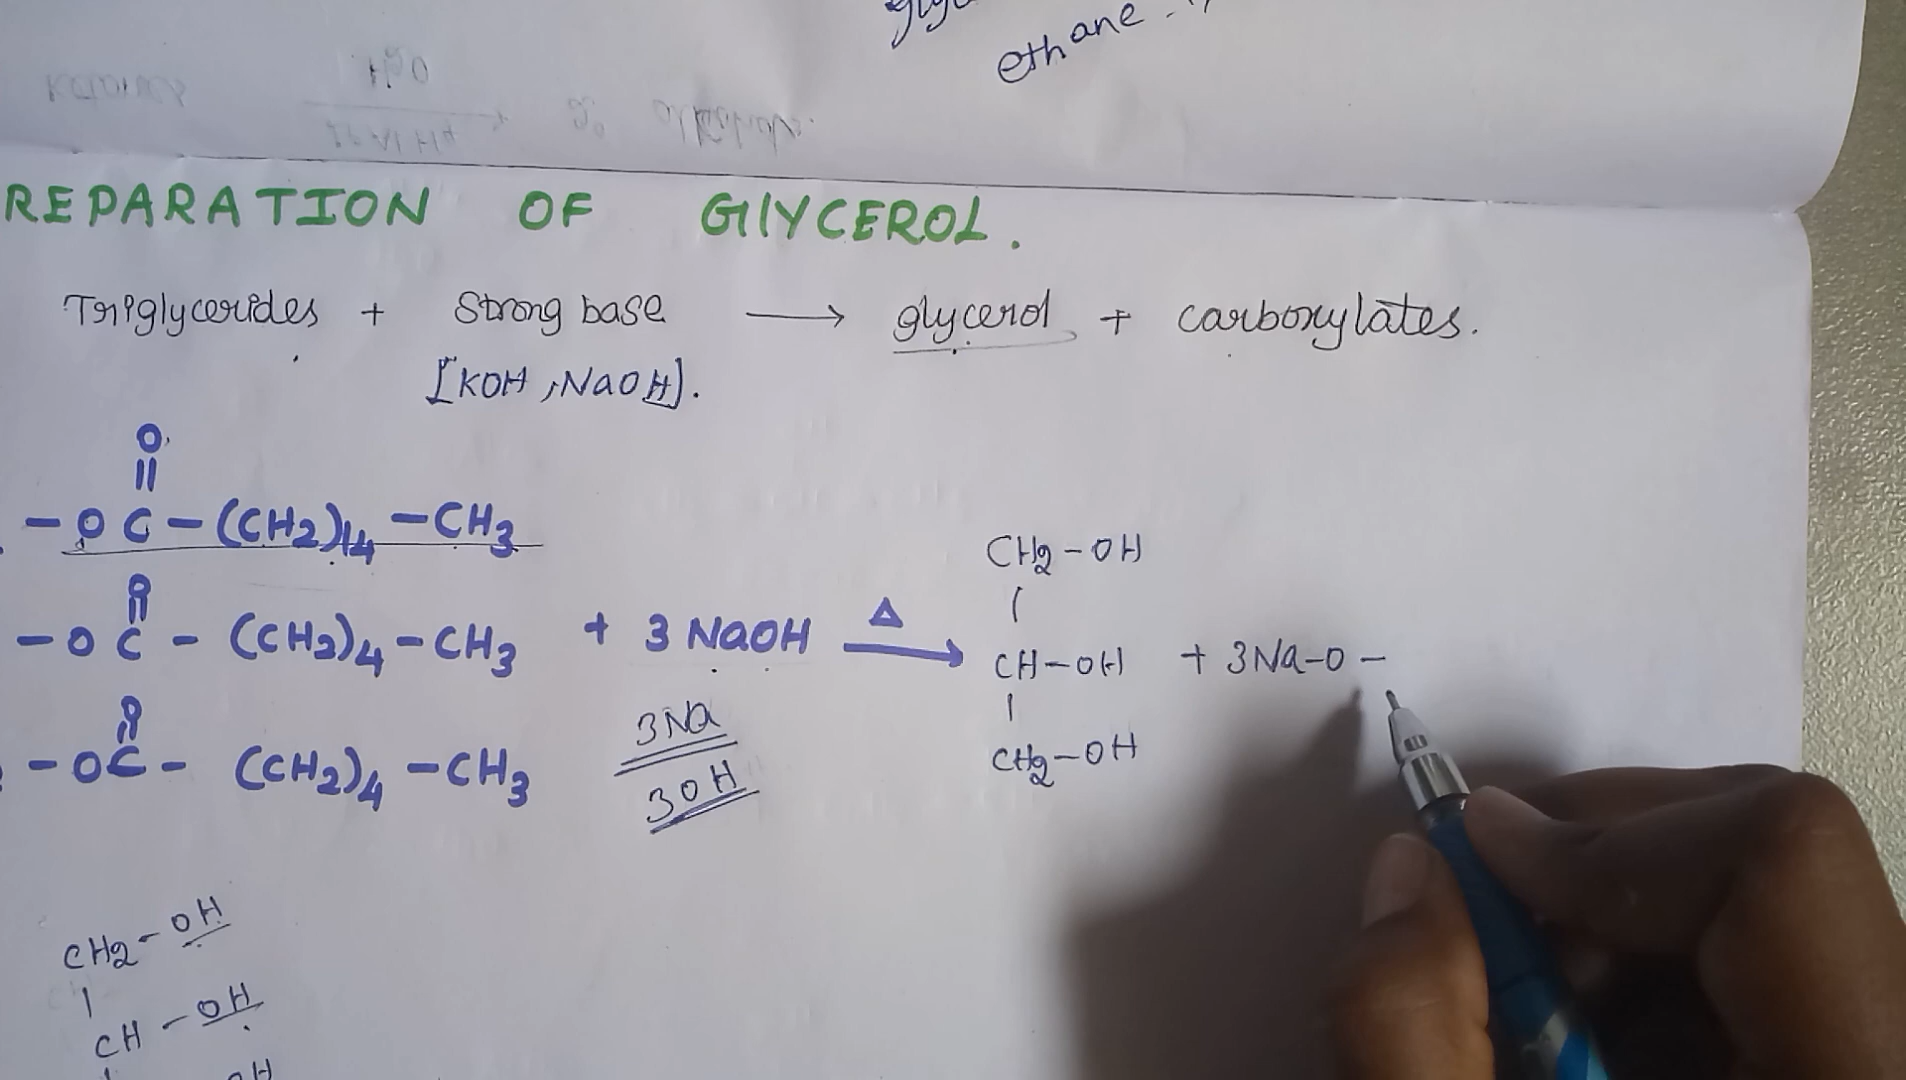 ethane
REPARATION OF GlYCEROL.
Triglycerides + Strong base ⟶ glycerol + carboxylates.
[KOH, NaOH].
O
||
- O C - (CH2)14 - CH3
O
||
- O C - (CH2)4 - CH3 + 3 NaOH Δ⟶
O
||
- O C - (CH2)4 - CH3
3Na
3OH
CH2 - OH
|
CH - OH + 3Na-O -
|
CH2 - OH
CH2 - OH
|
CH - OH
OH